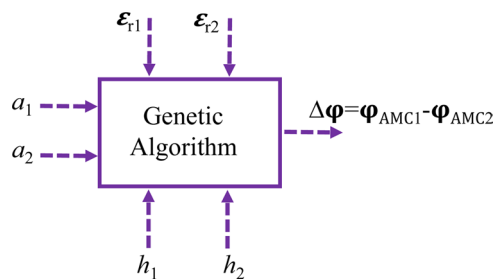 𝛆r1 𝛆r2
a1
Genetic
Algorithm
Δ𝛗=𝛗AMC1-𝛗AMC2
a2
h1 h2